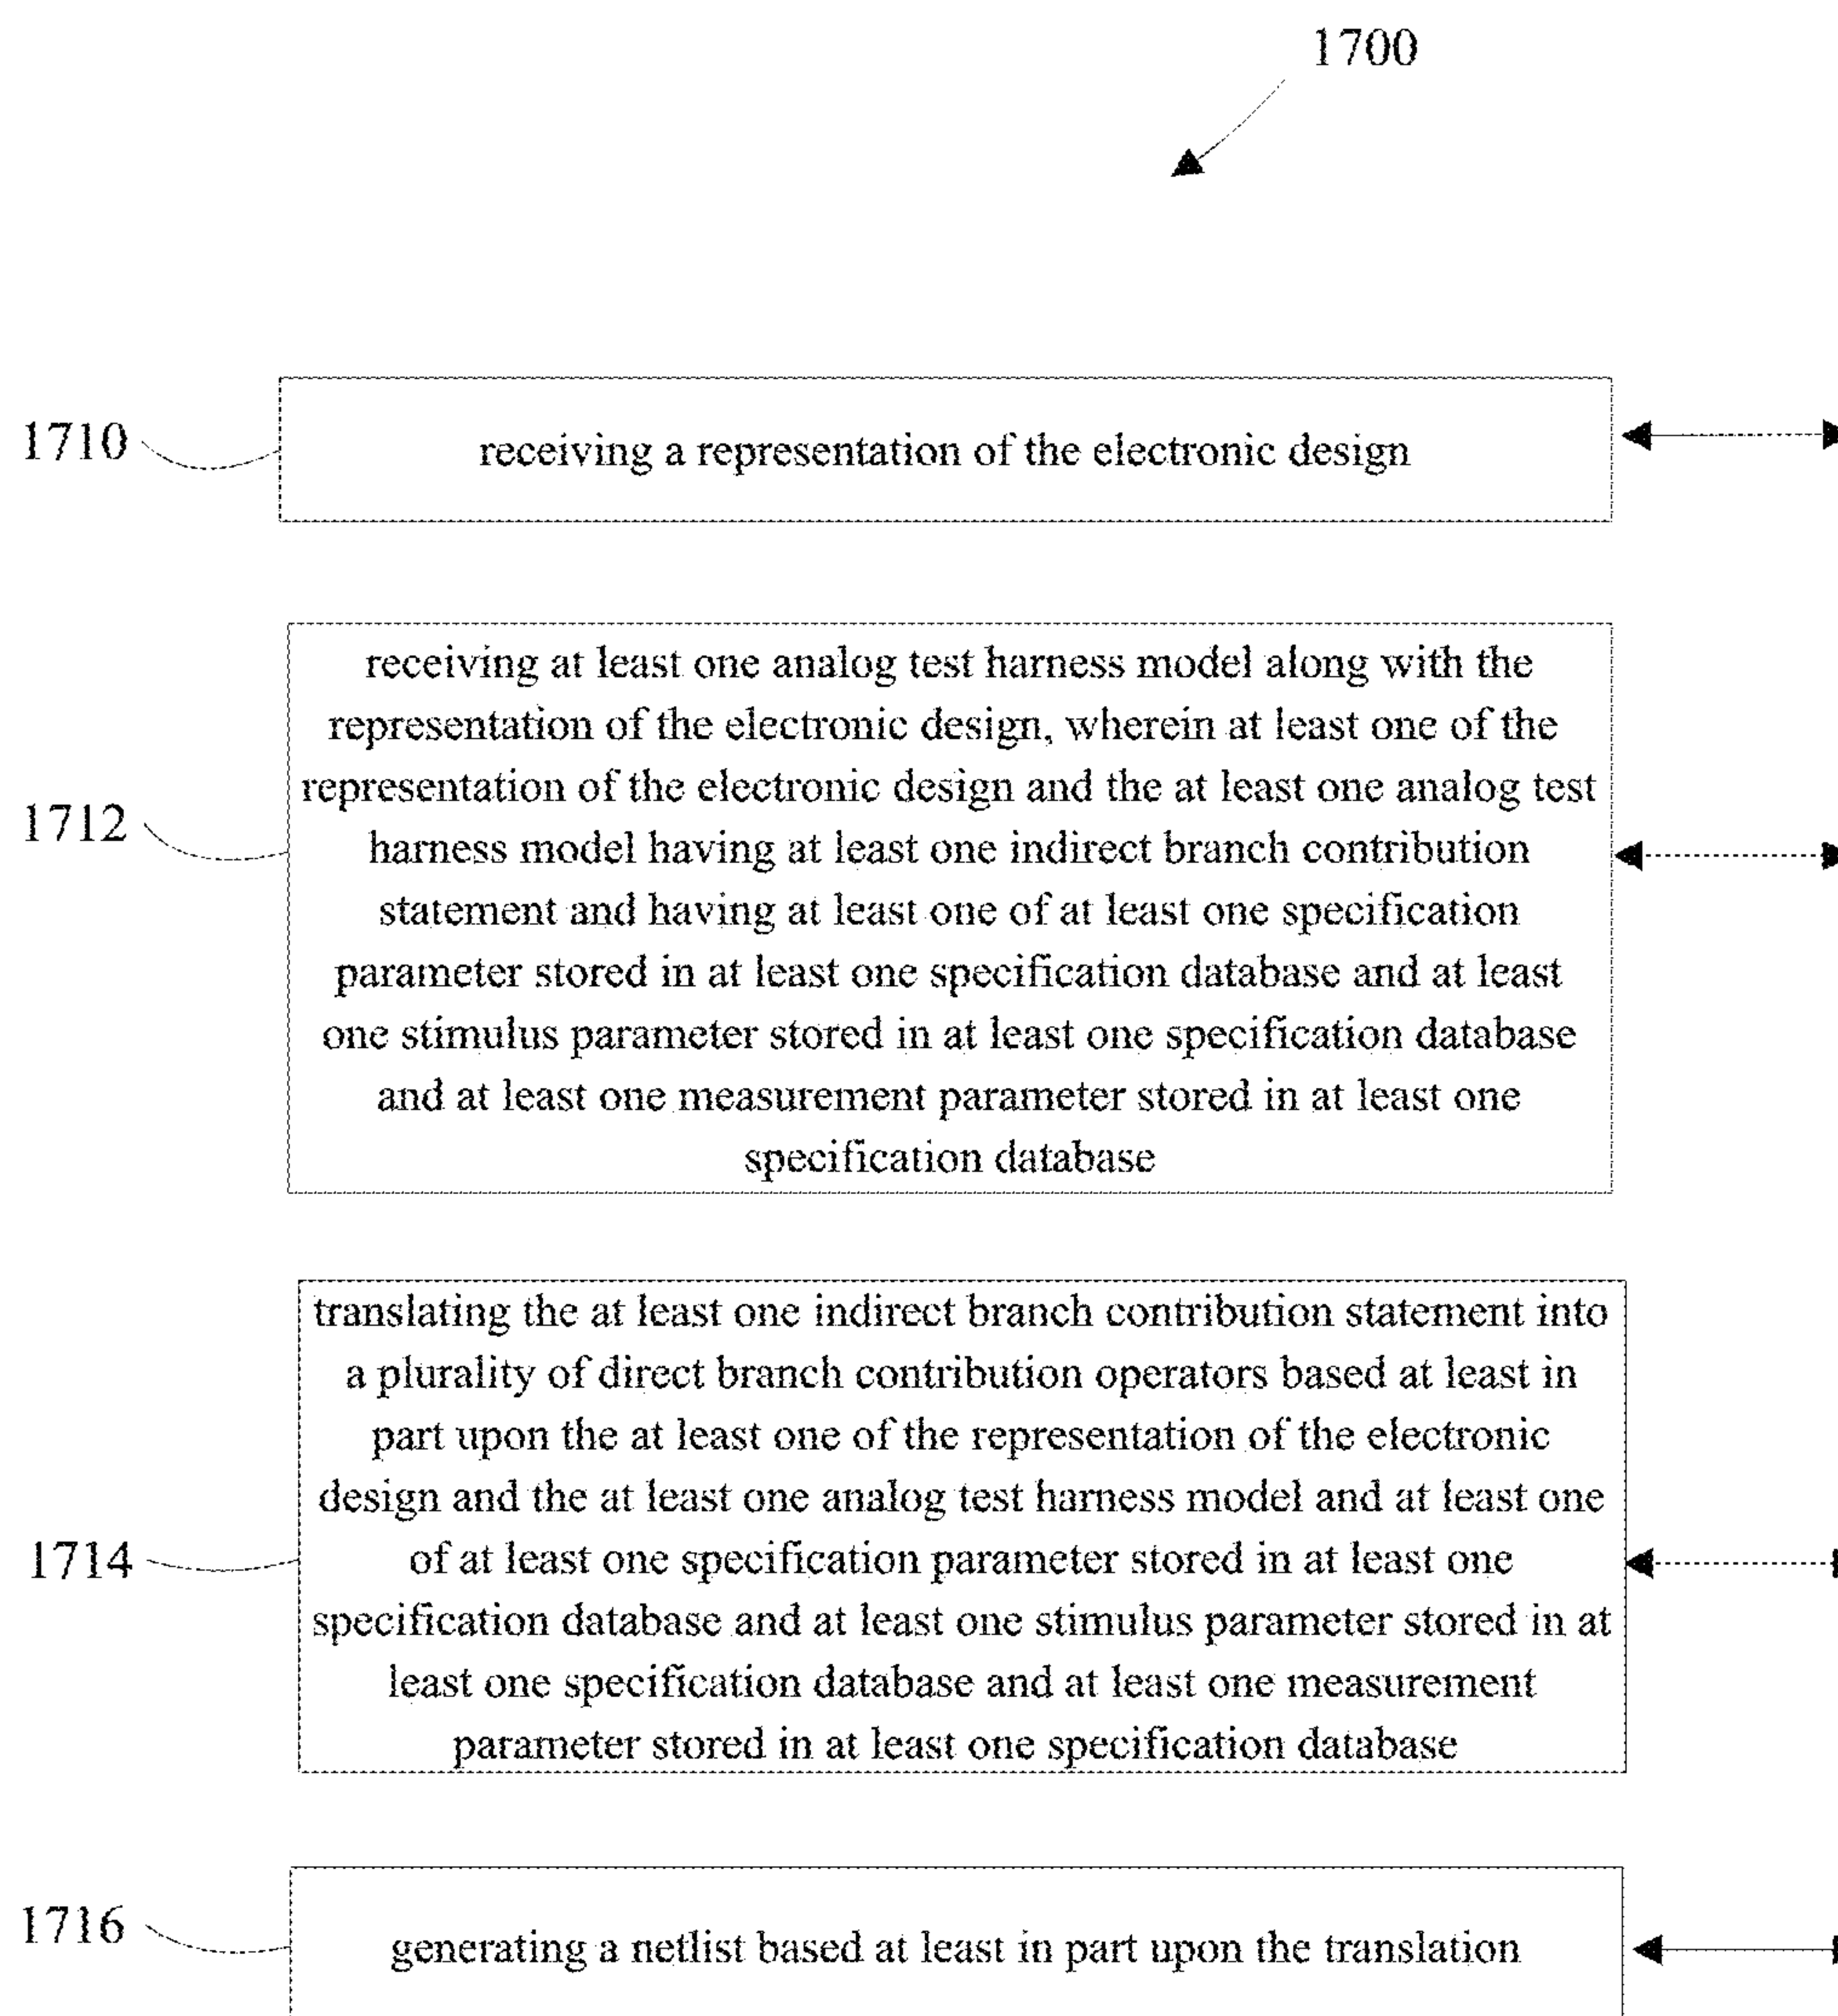 1700
1710
receiving a representation of the electronic design
1712
receiving at least one analog test harness model along with the
representation of the electronic design, wherein at least one of the
representation of the electronic design and the at least one analog test
harness model having at least one indirect branch contribution
statement and having at least one of at least one specification
parameter stored in at least one specification database and at least
one stimulus parameter stored in at least one specification database
and at least one measurement parameter stored in at least one
specification database
1714
translating the at least one indirect branch contribution statement into
a plurality of direct branch contribution operators based at least in
part upon the at least one of the representation of the electronic
design and the at least one analog test harness model and at least one
of at least one specification parameter stored in at least one
specification database and at least one stimulus parameter stored in at
least one specification database and at least one measurement
parameter stored in at least one specification database
1716
generating a netlist based at least in part upon the translation